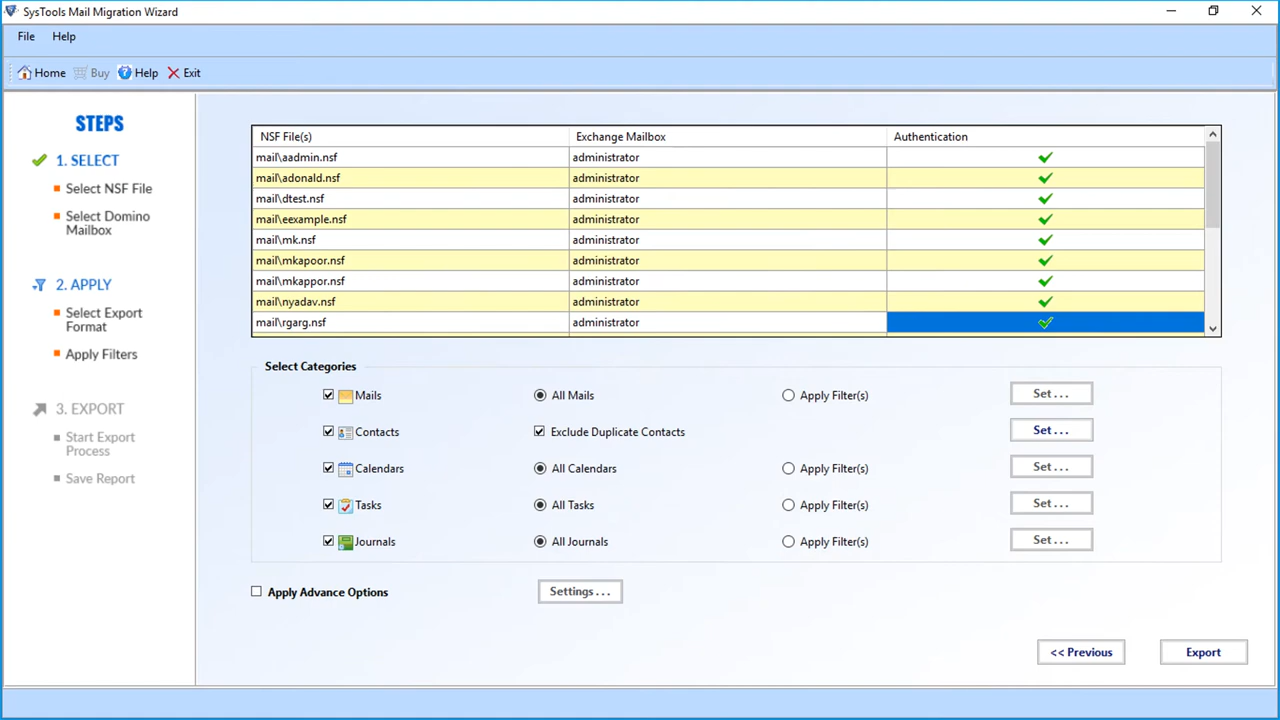 SysTools Mail Migration Wizard
File Help
Home Buy Help Exit
STEPS
1. SELECT
Select NSF File
Select Domino
Mailbox
2. APPLY
Select Export
Format
Apply Filters
3. EXPORT
Start Export
Process
Save Report
NSF File(s) Exchange Mailbox Authentication
mail\aadmin.nsf administrator
mail\adonald.nsf administrator
mail\dtest.nsf administrator
mail\eexample.nsf administrator
mail\mk.nsf administrator
mail\mkapoor.nsf administrator
mail\mkappor.nsf administrator
mail\nyadav.nsf administrator
mail\rgarg.nsf administrator
Select Categories
Mails All Mails Apply Filter(s) Set . . .
Contacts Exclude Duplicate Contacts Set . . .
Calendars All Calendars Apply Filter(s) Set . . .
Tasks All Tasks Apply Filter(s) Set . . .
Journals All Journals Apply Filter(s) Set . . .
Apply Advance Options Settings . . .
<< Previous Export